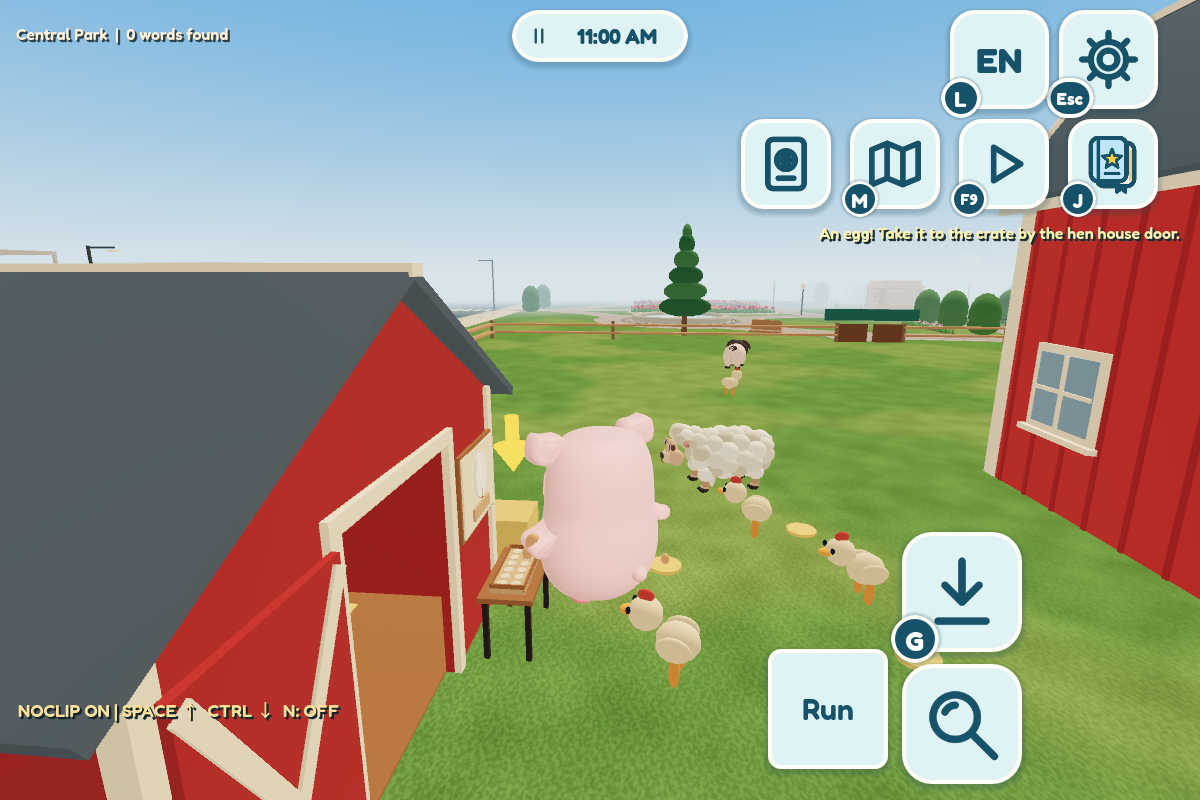 Central Park | 0 words found
11:00 AM
EN
L
Esc
M
F9
J
An egg! Take it to the crate by the hen house door.
G
Run
NOCLIP ON | SPACE ↑ CTRL ↓ N: OFF